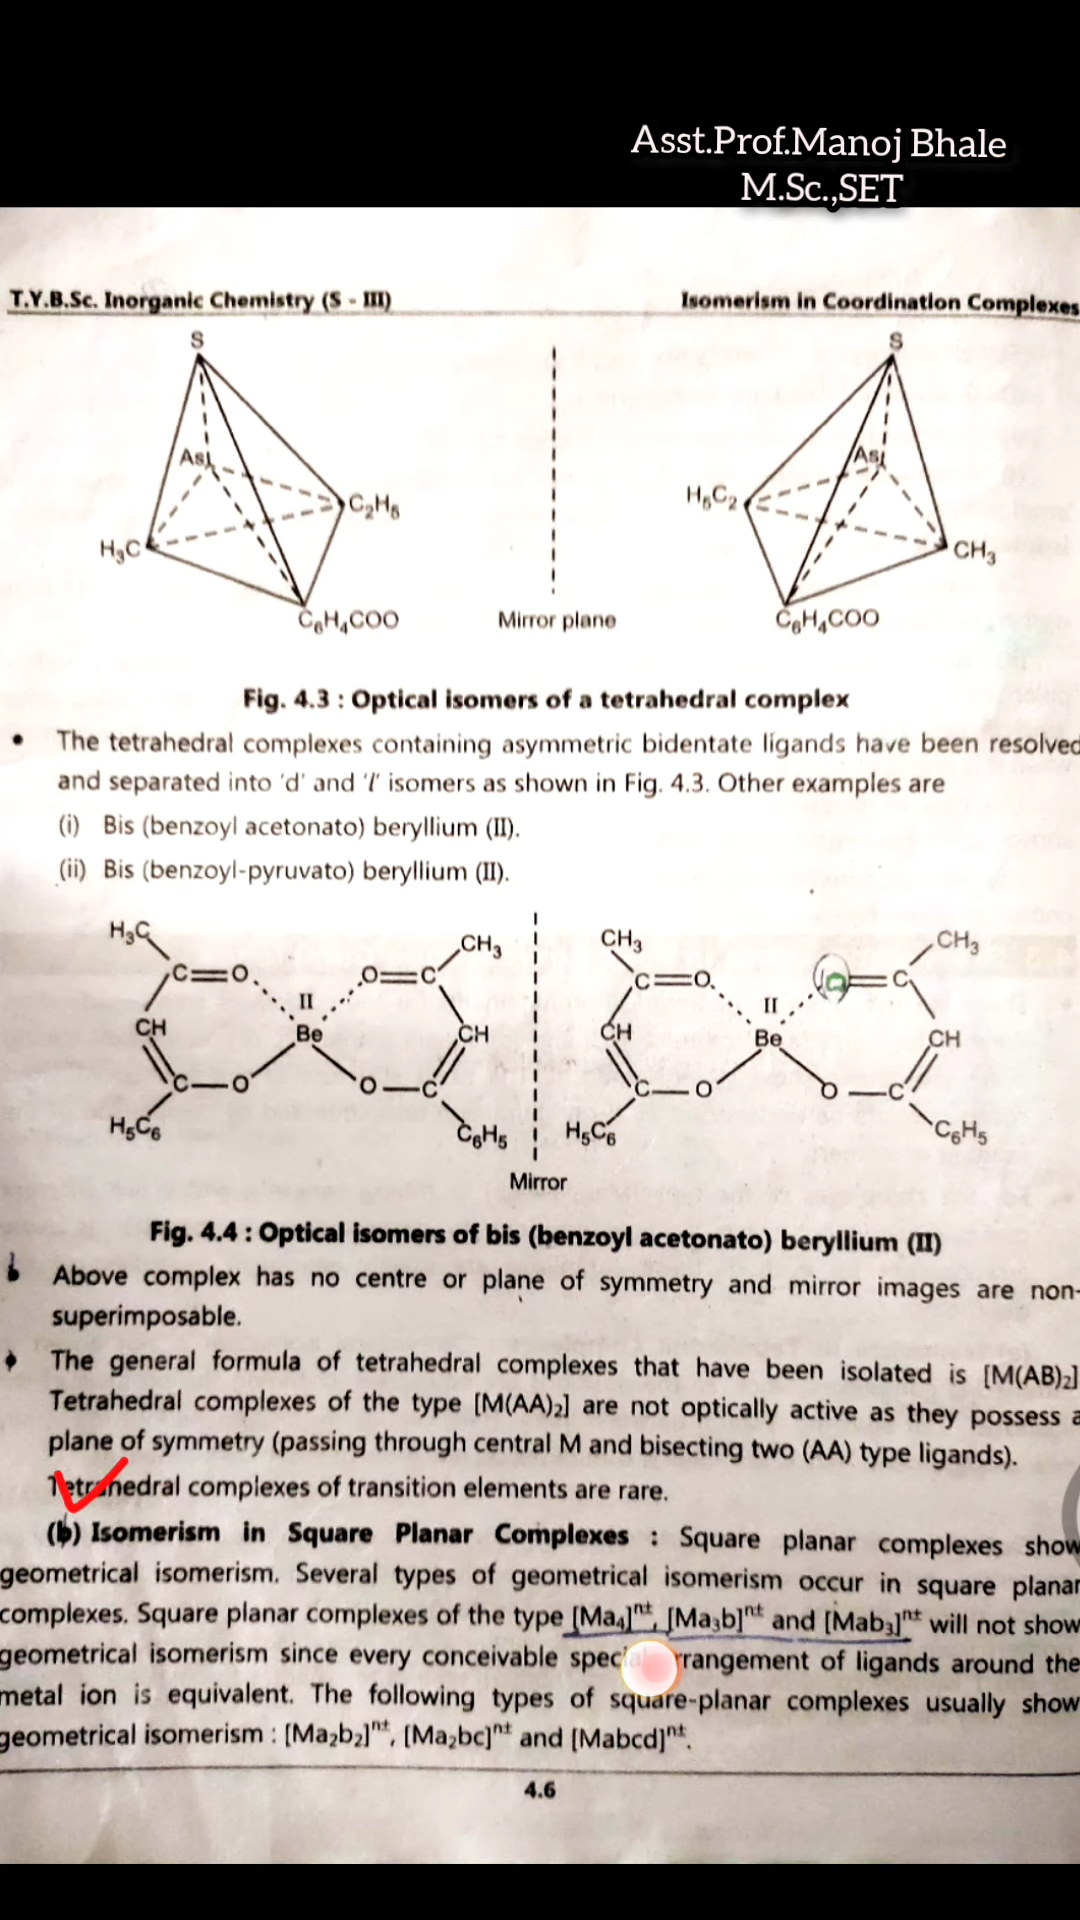 Asst.Prof.Manoj Bhale
M.Sc.,SET
T.Y.B.Sc. Inorganic Chemistry (S - III)
Isomerism in Coordination Complexes
S
As
C₂H₅
H₃C
C₆H₄COO
Mirror plane
S
As
H₅C₂
CH₃
C₆H₄COO
Fig. 4.3 : Optical isomers of a tetrahedral complex
• The tetrahedral complexes containing asymmetric bidentate ligands have been resolved
and separated into 'd' and 'l' isomers as shown in Fig. 4.3. Other examples are
(i) Bis (benzoyl acetonato) beryllium (II).
(ii) Bis (benzoyl-pyruvato) beryllium (II).
H₃C
CH₃
C=O
O=C
II
CH
Be
CH
C—O
O—C
H₅C₆
C₆H₅
Mirror
CH₃
CH₃
C=O
O=C
II
CH
Be
CH
C—O
O—C
H₅C₆
C₆H₅
Fig. 4.4 : Optical isomers of bis (benzoyl acetonato) beryllium (II)
Above complex has no centre or plane of symmetry and mirror images are non-
superimposable.
The general formula of tetrahedral complexes that have been isolated is [M(AB)₂]
Tetrahedral complexes of the type [M(AA)₂] are not optically active as they possess a
plane of symmetry (passing through central M and bisecting two (AA) type ligands).
Tetrahedral complexes of transition elements are rare.
(b) Isomerism in Square Planar Complexes : Square planar complexes show
geometrical isomerism. Several types of geometrical isomerism occur in square planar
complexes. Square planar complexes of the type [Ma₄]ⁿ⁺, [Ma₃b]ⁿ± and [Mab₃]ⁿ± will not show
geometrical isomerism since every conceivable special arrangement of ligands around the
metal ion is equivalent. The following types of square-planar complexes usually show
geometrical isomerism : [Ma₂b₂]ⁿ±, [Ma₂bc]ⁿ± and [Mabcd]ⁿ±.
4.6